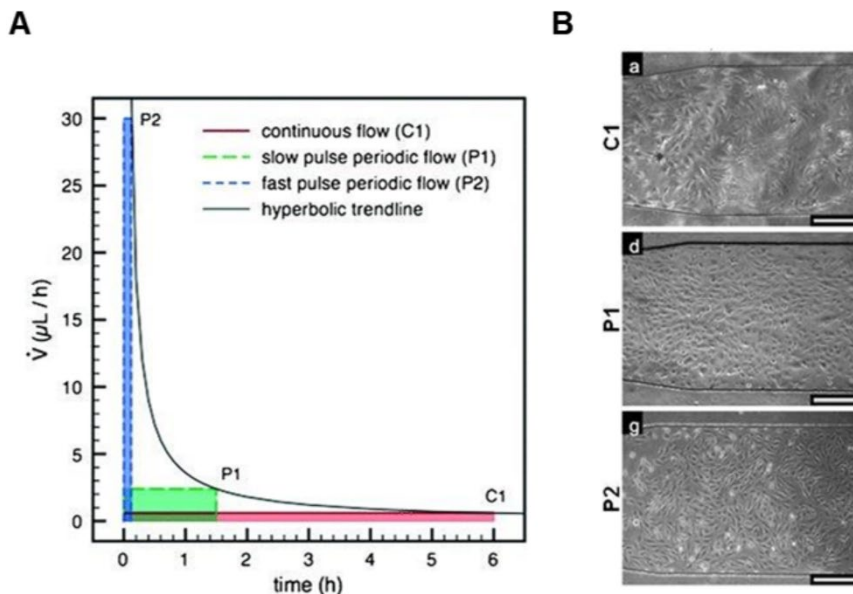 A
B
30
25
20
15
10
5
0
V̇ (µL / h)
0
1
2
3
4
5
6
time (h)
P2
P1
C1
continuous flow (C1)
slow pulse periodic flow (P1)
fast pulse periodic flow (P2)
hyperbolic trendline
C1
a
P1
d
P2
g